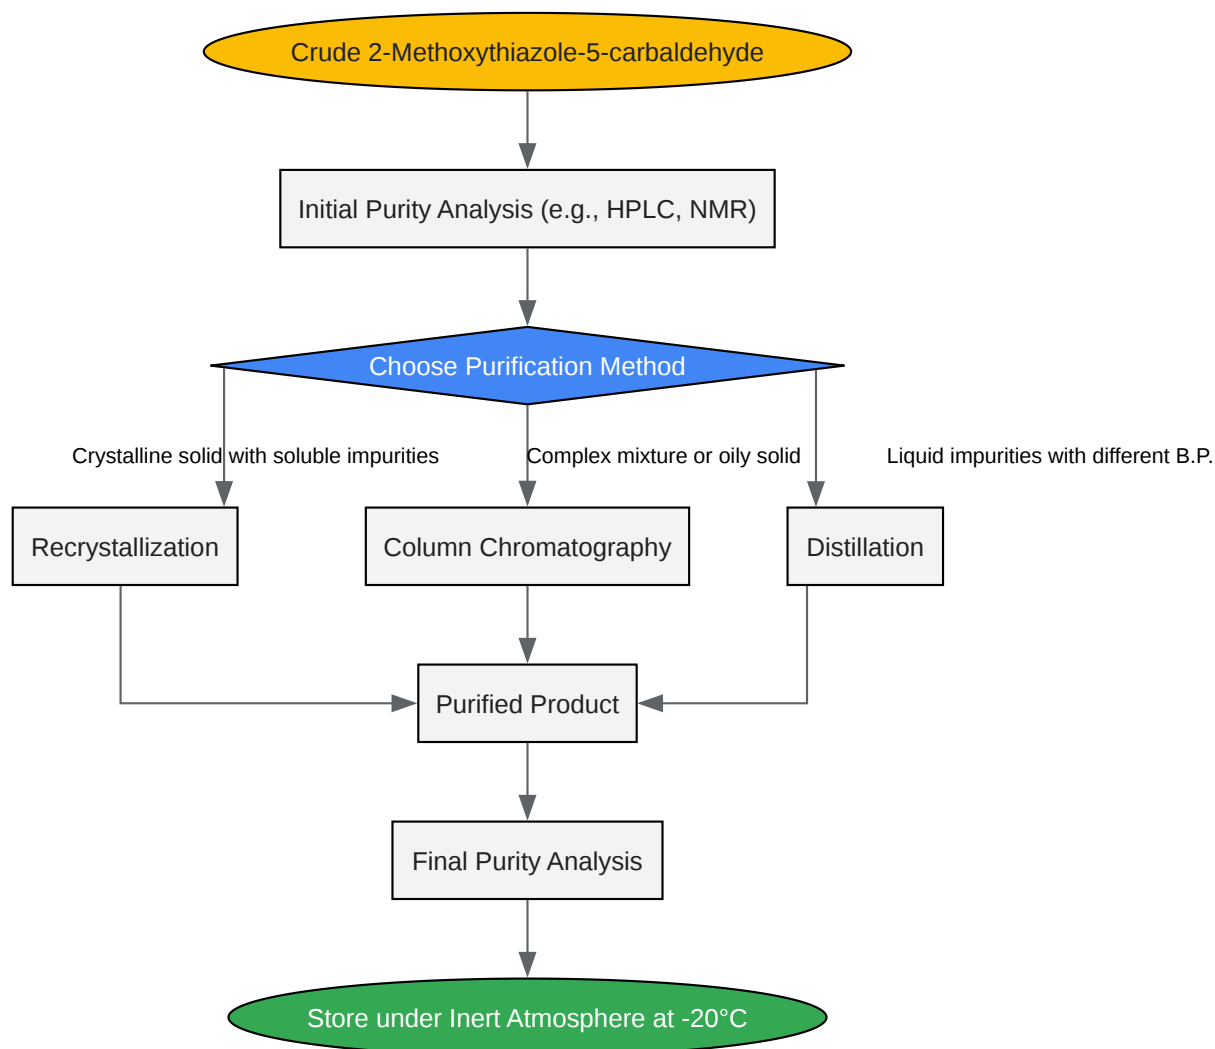 Crude 2-Methoxythiazole-5-carbaldehyde
Initial Purity Analysis (e.g., HPLC, NMR)
Choose Purification Method
Crystalline solid with soluble impurities
Complex mixture or oily solid
Liquid impurities with different B.P.
Recrystallization
Column Chromatography
Distillation
Purified Product
Final Purity Analysis
Store under Inert Atmosphere at -20°C